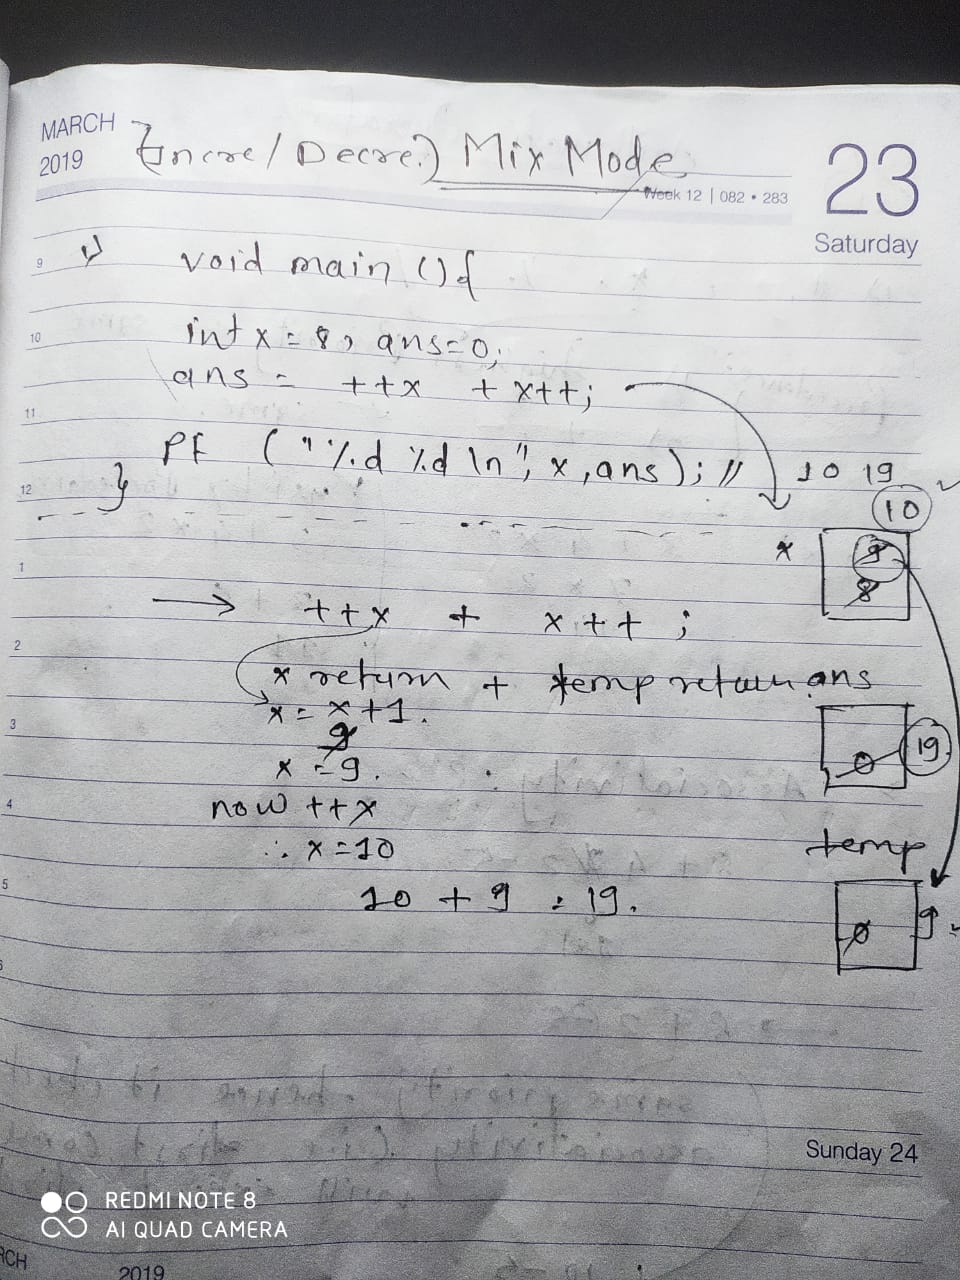 MARCH
2019
(Incre/Decre.) Mix Mode
23
Week 12 | 082 • 283
Saturday
9
1) void main () {
10
int x = 8, ans=0;
ans = ++x + x++;
11
PF ("%d %d \n", x, ans); // 10 19
12
}
10
x 9
8
1
→ ++x + x++ ;
2
x return + temp return ans
x = x+1.
3
9
19
0
x = 9.
4
now ++x
∴ x = 10
temp
5
10 + 9 = 19.
9
0
6
Sunday 24
REDMI NOTE 8
AI QUAD CAMERA
RCH
2019